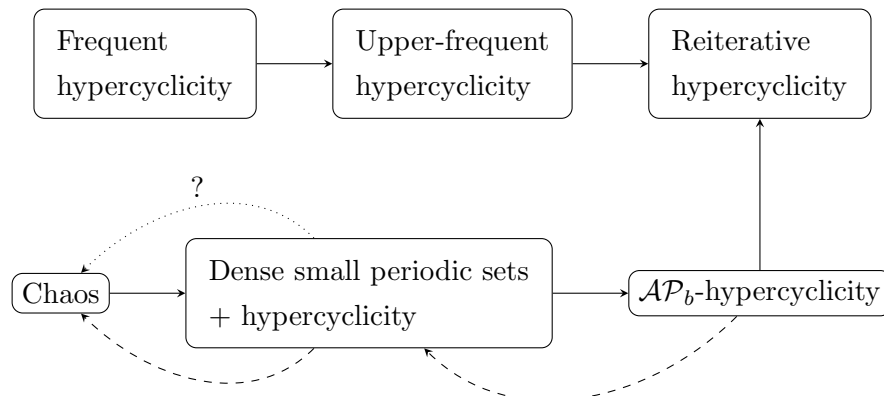 Frequent
hypercyclicity
Upper-frequent
hypercyclicity
Reiterative
hypercyclicity
?
Chaos
Dense small periodic sets
+ hypercyclicity
𝒜𝒫_b-hypercyclicity